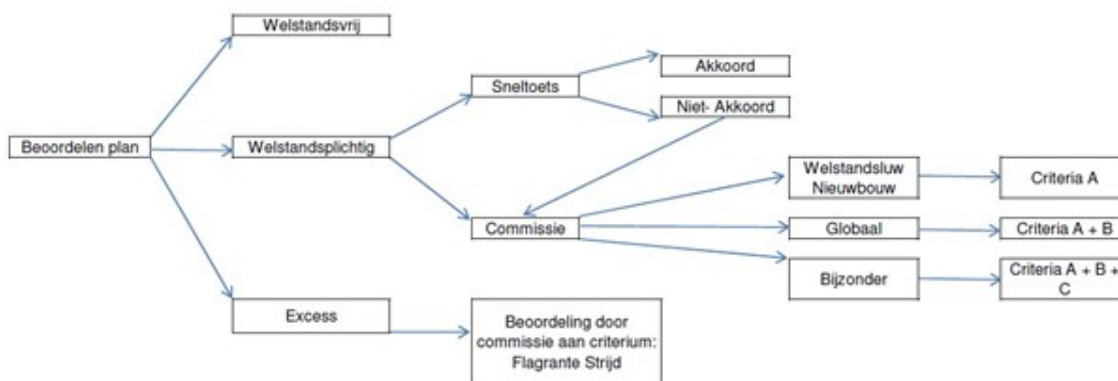 Welstandsvrij
Akkoord
Sneltoets
Niet- Akkoord
Beoordelen plan
Welstandsplichtig
Welstandsluw
Nieuwbouw
Criteria A
Commissie
Globaal
Criteria A + B
Bijzonder
Criteria A + B +
C
Excess
Beoordeling door
commissie aan criterium:
Flagrante Strijd